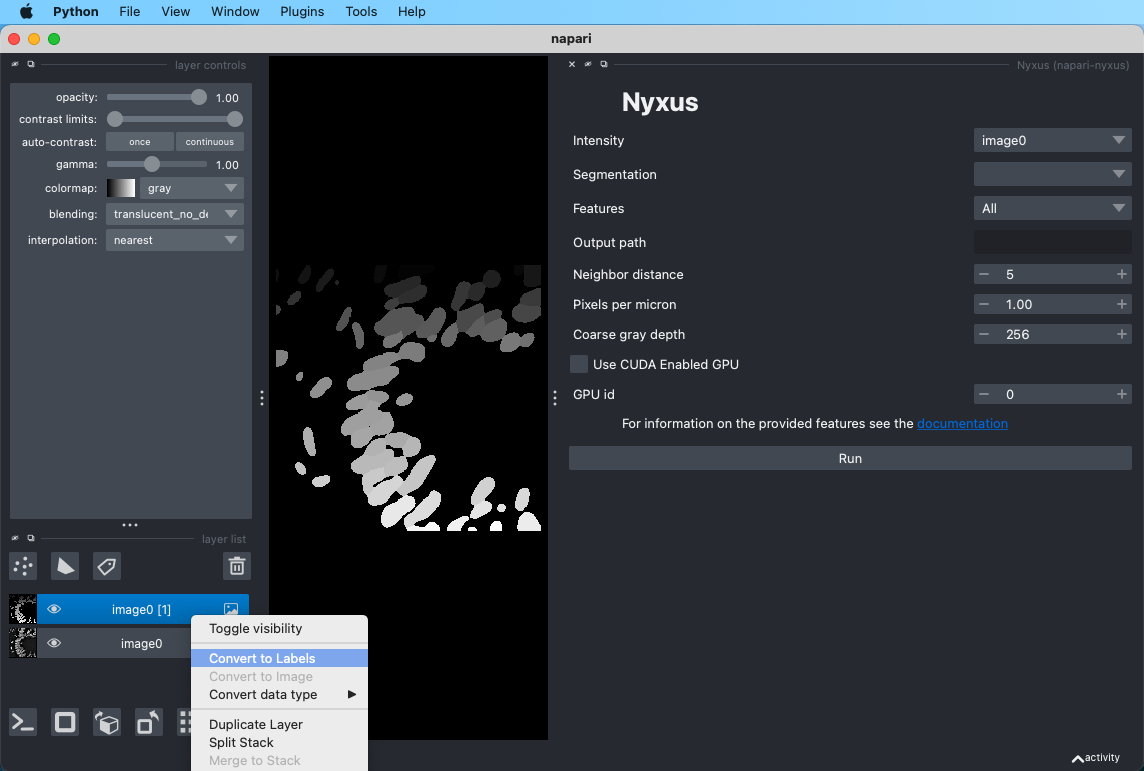 Python File View Window Plugins Tools Help
napari
layer controls
opacity: 1.00
contrast limits:
auto-contrast: once continuous
gamma: 1.00
colormap: gray
blending: translucent_no_de
interpolation: nearest
layer list
image0 [1]
image0
Toggle visibility
Convert to Labels
Convert to Image
Convert data type
Duplicate Layer
Split Stack
Merge to Stack
Nyxus (napari-nyxus)
Nyxus
Intensity image0
Segmentation
Features All
Output path
Neighbor distance 5
Pixels per micron 1.00
Coarse gray depth 256
Use CUDA Enabled GPU
GPU id 0
For information on the provided features see the documentation
Run
activity